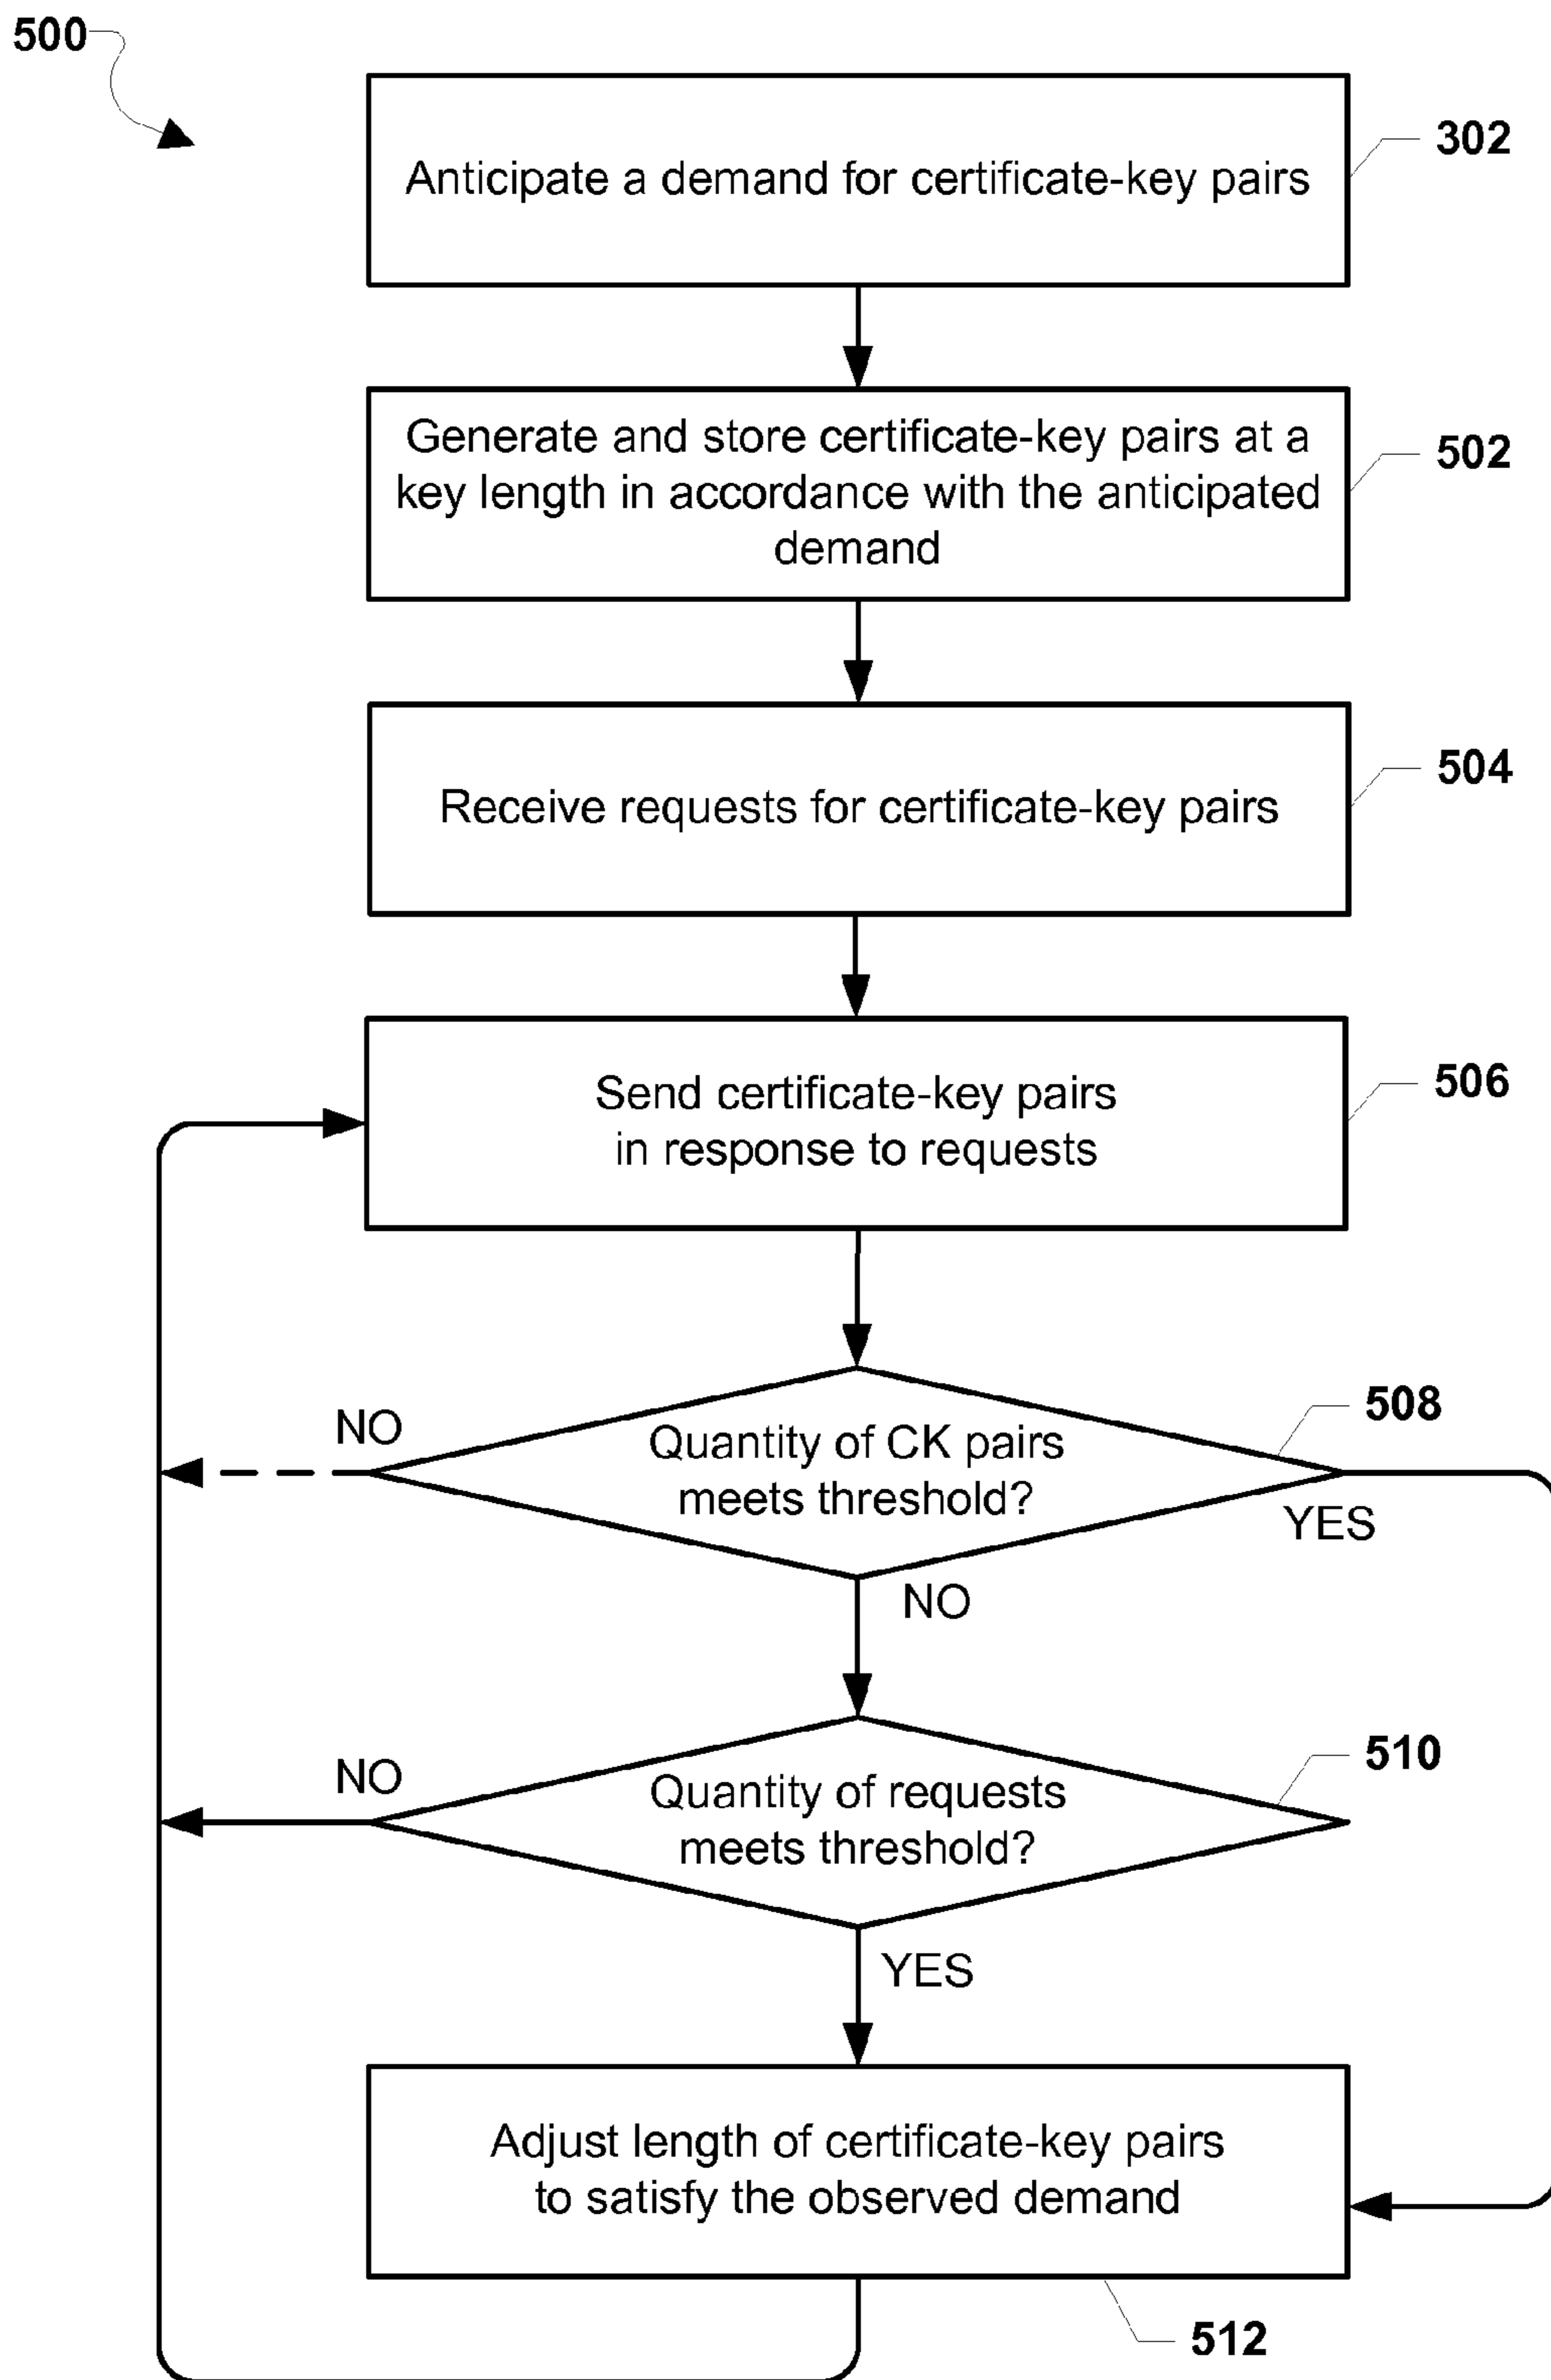 500
Anticipate a demand for certificate-key pairs
302
Generate and store certificate-key pairs at a
key length in accordance with the anticipated
demand
502
Receive requests for certificate-key pairs
504
Send certificate-key pairs
in response to requests
506
Quantity of CK pairs
meets threshold?
508
NO
YES
NO
Quantity of requests
meets threshold?
510
NO
YES
Adjust length of certificate-key pairs
to satisfy the observed demand
512